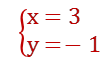 x = 3
y = − 1